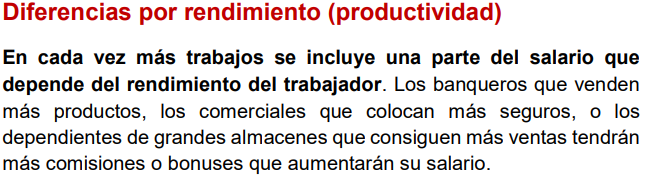 Diferencias por rendimiento (productividad)
En cada vez más trabajos se incluye una parte del salario que
depende del rendimiento del trabajador. Los banqueros que venden
más productos, los comerciales que colocan más seguros, o los
dependientes de grandes almacenes que consiguen más ventas tendrán
más comisiones o bonuses que aumentarán su salario.